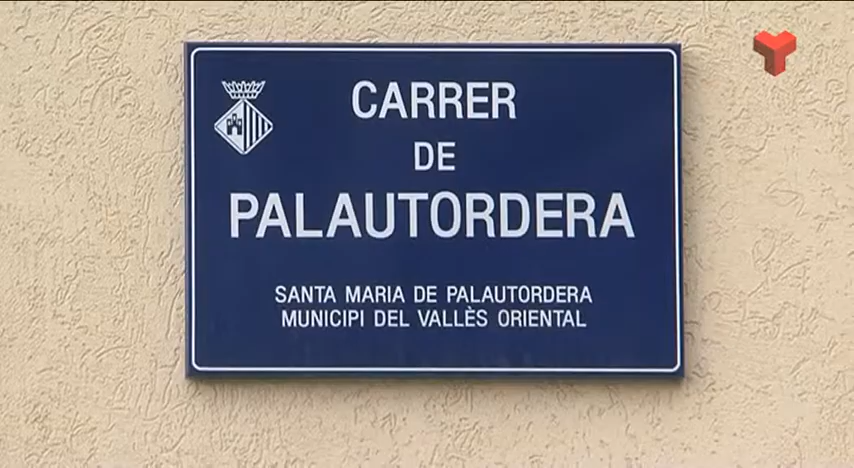 CARRER
DE
PALAUTORDERA
SANTA MARIA DE PALAUTORDERA
MUNICIPI DEL VALLÈS ORIENTAL